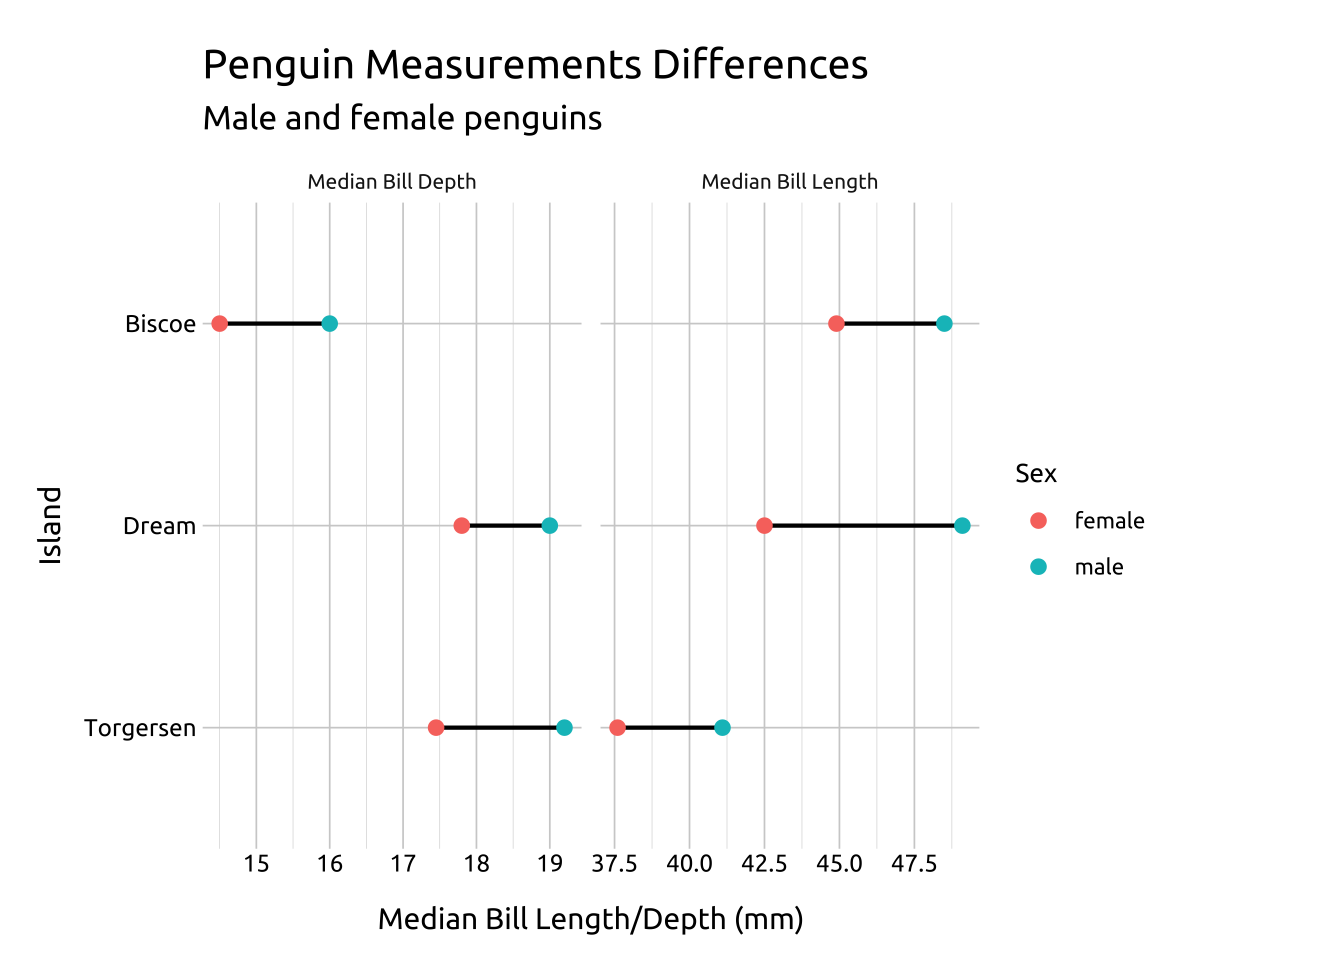 Penguin Measurements Differences
Male and female penguins
Median Bill Depth
Median Bill Length
Biscoe
Dream
Torgersen
Island
15 16 17 18 19 37.5 40.0 42.5 45.0 47.5
Median Bill Length/Depth (mm)
Sex
female
male